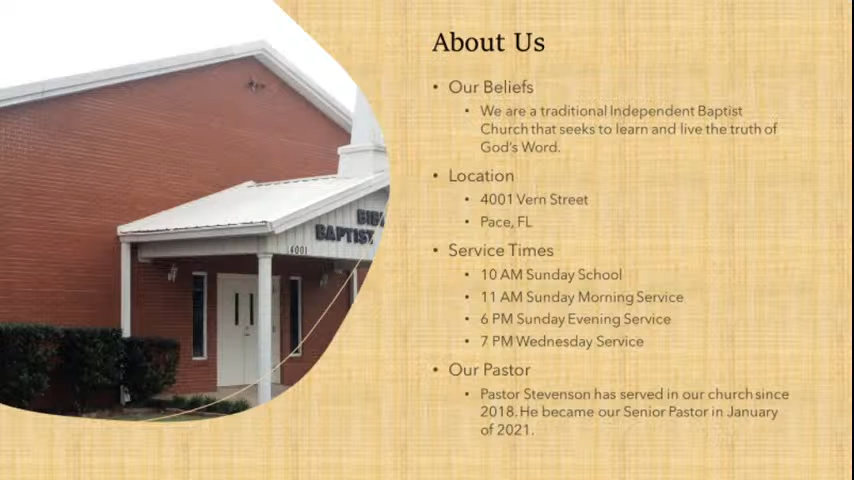 About Us
• Our Beliefs
• We are a traditional Independent Baptist
Church that seeks to learn and live the truth of
God's Word.
• Location
• 4001 Vern Street
• Pace, FL
• Service Times
• 10 AM Sunday School
• 11 AM Sunday Morning Service
• 6 PM Sunday Evening Service
• 7 PM Wednesday Service
• Our Pastor
• Pastor Stevenson has served in our church since
2018. He became our Senior Pastor in January
of 2021.
BAPTIST
4001